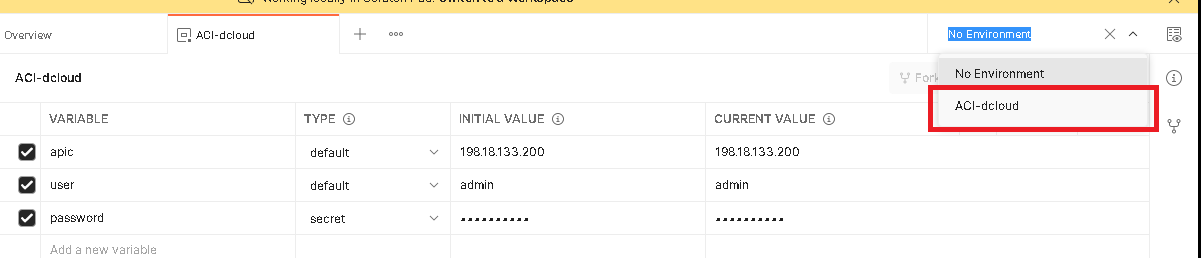 Overview
ACI-dcloud
No Environment
No Environment
ACI-dcloud
ACI-dcloud
Fork
VARIABLE TYPE INITIAL VALUE CURRENT VALUE
apic default 198.18.133.200 198.18.133.200
user default admin admin
password secret •••••••••• ••••••••••
Add a new variable